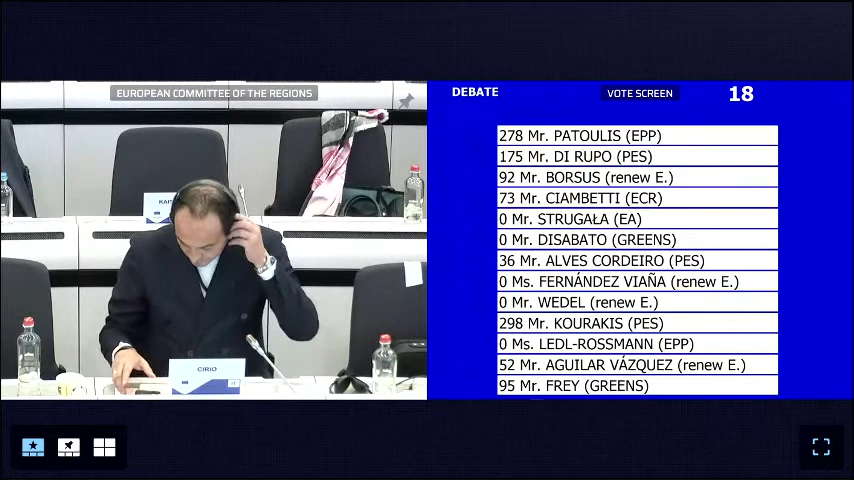 EUROPEAN COMMITTEE OF THE REGIONS
KAI
CIRIO
DEBATE
VOTE SCREEN
18
278 Mr. PATOULIS (EPP)
175 Mr. DI RUPO (PES)
92 Mr. BORSUS (renew E.)
73 Mr. CIAMBETTI (ECR)
0 Mr. STRUGAŁA (EA)
0 Mr. DISABATO (GREENS)
36 Mr. ALVES CORDEIRO (PES)
0 Ms. FERNÁNDEZ VIAÑA (renew E.)
0 Mr. WEDEL (renew E.)
298 Mr. KOURAKIS (PES)
0 Ms. LEDL-ROSSMANN (EPP)
52 Mr. AGUILAR VÁZQUEZ (renew E.)
95 Mr. FREY (GREENS)